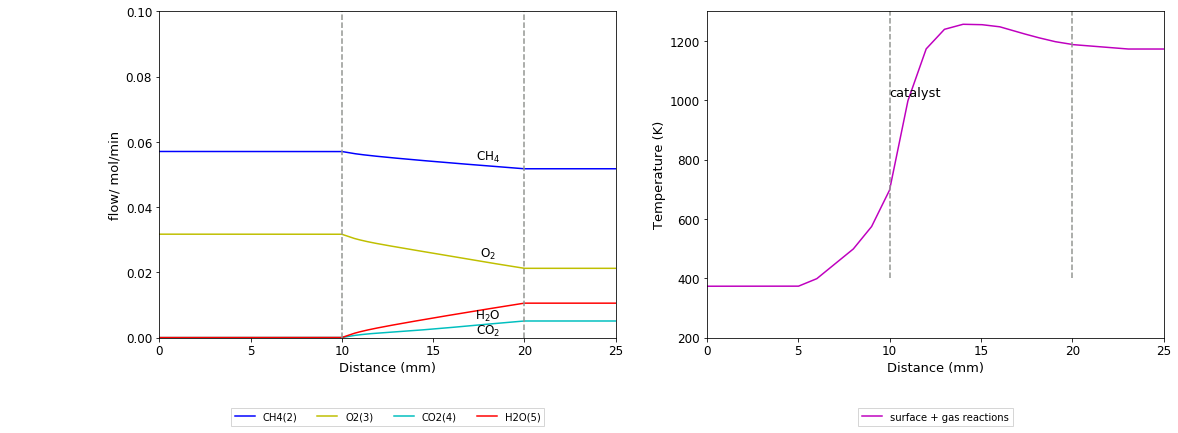 0.10
0.08
0.06
0.04
0.02
0.00
flow/ mol/min
CH₄
O₂
H₂O
CO₂
0 5 10 15 20 25
Distance (mm)
CH4(2) O2(3) CO2(4) H2O(5)
1200
1000
800
600
400
200
Temperature (K)
catalyst
0 5 10 15 20 25
Distance (mm)
surface + gas reactions